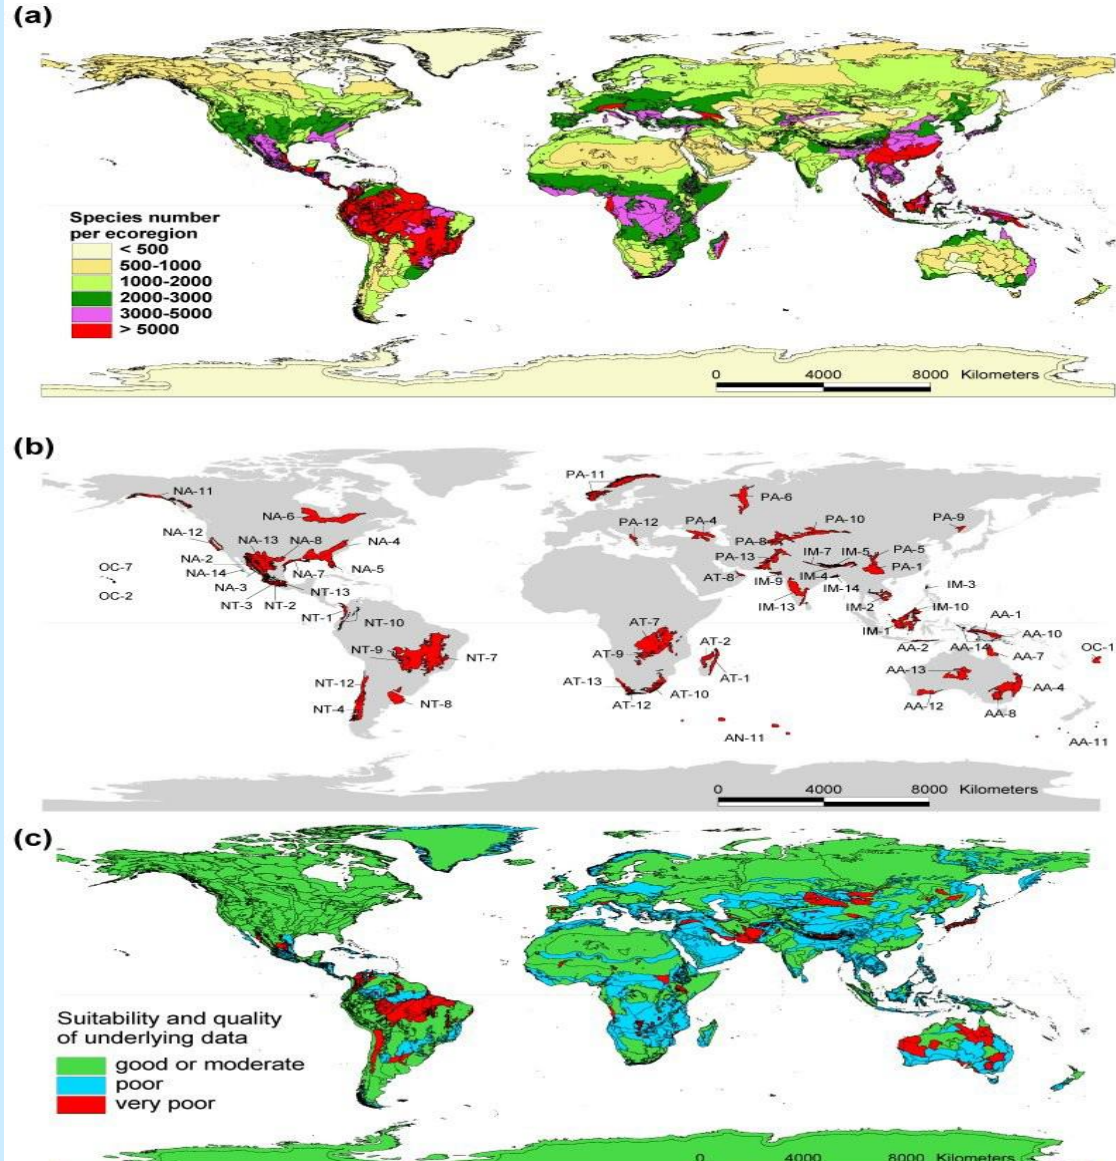 (a)
Species number
per ecoregion
< 500
500-1000
1000-2000
2000-3000
3000-5000
> 5000
0 4000 8000 Kilometers
(b)
PA-11
NA-11
PA-6
NA-6
NA-12
NA-13
NA-8
NA-4
PA-12
PA-4
PA-10
PA-9
NA-2
PA-8
IM-7
IM-5
PA-5
OC-7
NA-14
PA-13
PA-1
NA-3
NA-7
NA-5
AT-8
IM-9
IM-4
IM-14
IM-3
OC-2
NT-3
NT-2
NT-13
IM-13
IM-2
IM-10
NT-1
NT-10
AT-7
IM-1
AA-1
AA-10
NT-9
NT-7
AT-9
AT-2
AA-2
AA-14
AA-7
OC-1
NT-12
AT-13
AT-1
AA-13
AA-4
NT-4
NT-8
AT-12
AT-10
AA-12
AA-8
AN-11
AA-11
0 4000 8000 Kilometers
(c)
Suitability and quality
of underlying data
good or moderate
poor
very poor
0 4000 8000 Kilometers